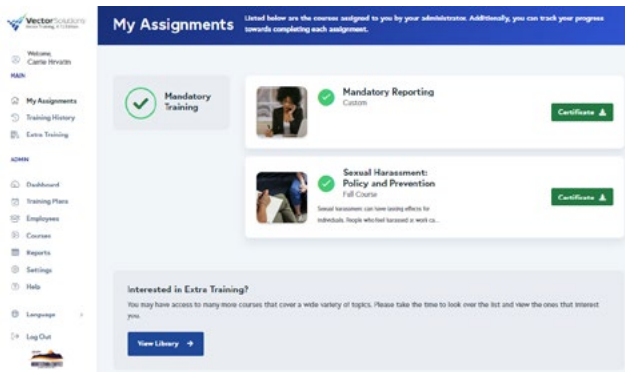 VectorSolutions
My Assignments
Listed below are the courses assigned to you by your administrator. Additionally, you can track your progress
towards completing each assignment.
Welcome,
Carrie Hrvatin
MAIN
My Assignments
Training History
Extra Training
ADMIN
Dashboard
Training Plans
Employees
Courses
Reports
Settings
Help
Language
Log Out
Mandatory
Training
Mandatory Reporting
Custom
Certificate
Sexual Harassment:
Policy and Prevention
Full Course
Sexual harassment can have lasting effects for
individuals. People who feel harassed at work ca...
Certificate
Interested in Extra Training?
You may have access to many more courses that cover a wide variety of topics. Please take the time to look over the list and view the ones that interest
you.
View Library